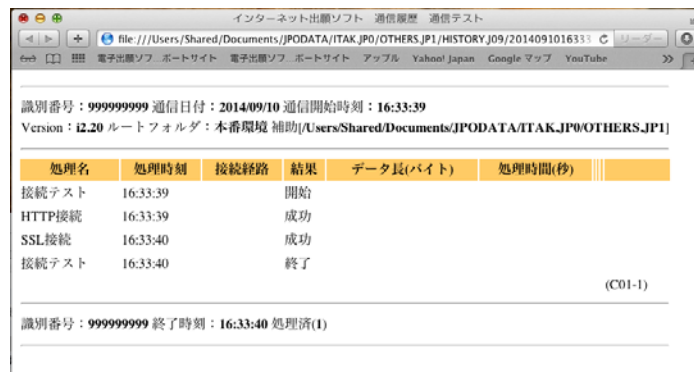 インターネット出願ソフト 通信履歴 通信テスト
file:///Users/Shared/Documents/JPODATA/ITAK.JP0/OTHERS.JP1/HISTORY.J09/2014091016333 リーダー
電子出願ソフ...ポートサイト 電子出願ソフ...ポートサイト アップル Yahoo! Japan Google マップ YouTube >>
識別番号：999999999 通信日付：2014/09/10 通信開始時刻：16:33:39
Version：i2.20 ルートフォルダ：本番環境 補助[/Users/Shared/Documents/JPODATA/ITAK.JP0/OTHERS.JP1]
処理名 処理時刻 接続経路 結果 データ長(バイト) 処理時間(秒)
接続テスト 16:33:39 開始
HTTP接続 16:33:39 成功
SSL接続 16:33:40 成功
接続テスト 16:33:40 終了
(C01-1)
識別番号：999999999 終了時刻：16:33:40 処理済(1)